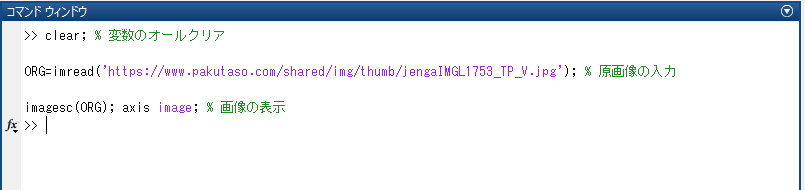 コマンド ウィンドウ
>> clear; % 変数のオールクリア
ORG=imread('https://www.pakutaso.com/shared/img/thumb/jengaIMGL1753_TP_V.jpg'); % 原画像の入力
imagesc(ORG); axis image; % 画像の表示
fx >>